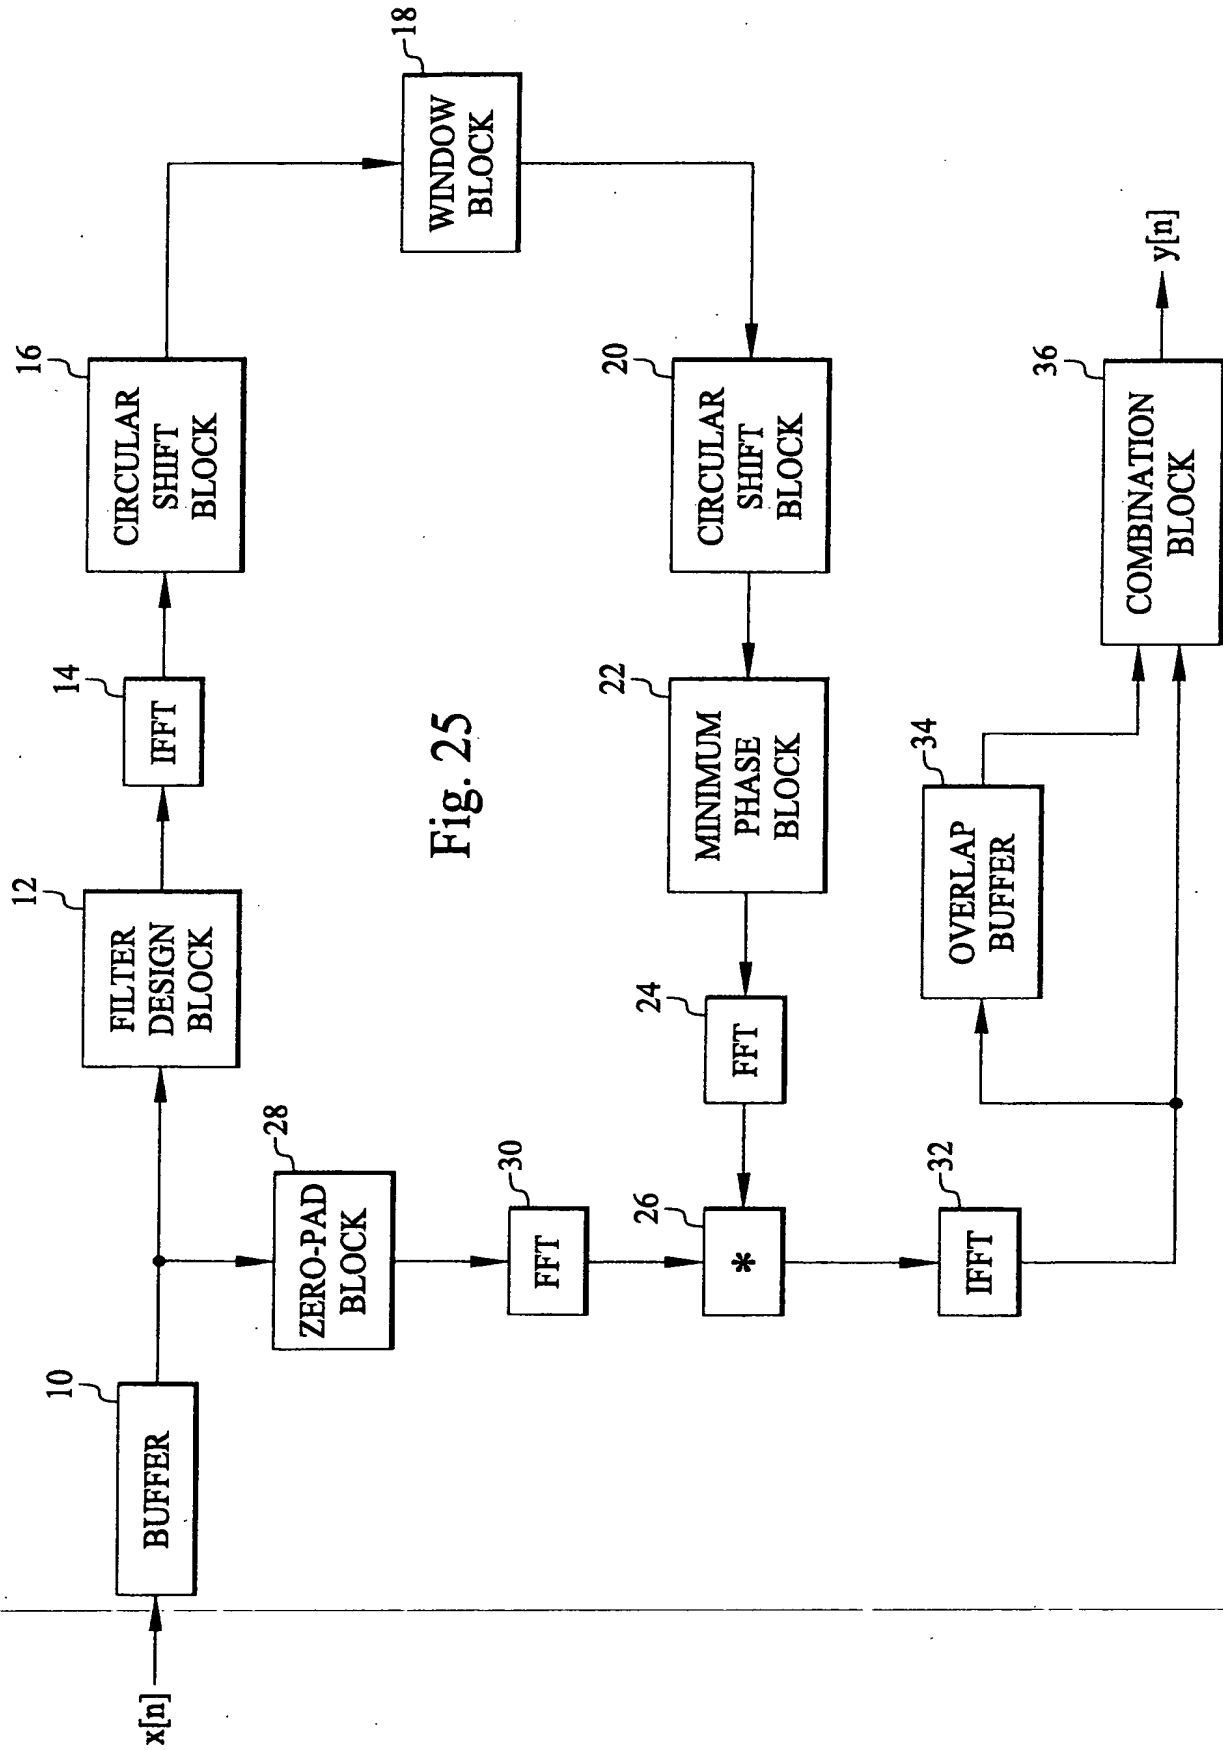 x[n]
10
BUFFER
12
FILTER
DESIGN
BLOCK
14
IFFT
16
CIRCULAR
SHIFT
BLOCK
18
WINDOW
BLOCK
28
ZERO-PAD
BLOCK
30
FFT
26
*
24
FFT
22
MINIMUM
PHASE
BLOCK
20
CIRCULAR
SHIFT
BLOCK
32
IFFT
34
OVERLAP
BUFFER
36
COMBINATION
BLOCK
y[n]
Fig. 25